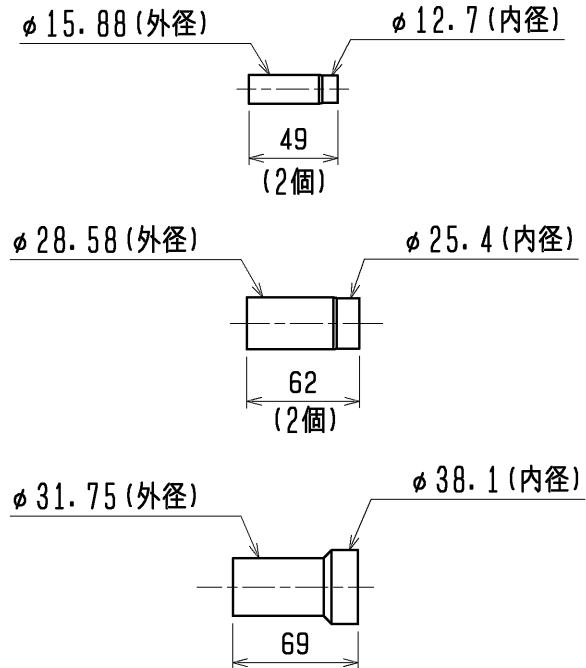 φ15.88(外径)
φ12.7(内径)
49
(2個)
φ28.58(外径)
φ25.4(内径)
62
(2個)
φ31.75(外径)
φ38.1(内径)
69